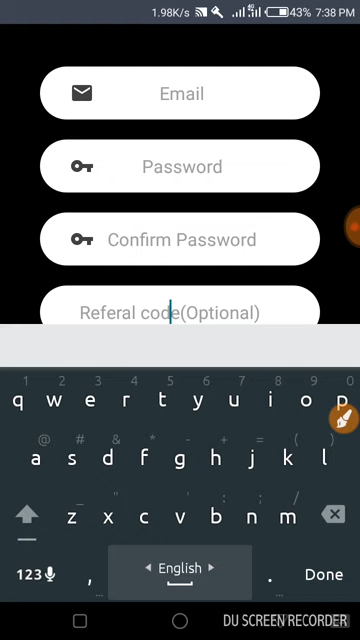 1.98K/s 4G 43% 7:38 PM
Email
Password
Confirm Password
Referal code(Optional)
1 2 3 4 5 6 7 8 9 0
q w e r t y u i o p
@ # & * - + = ( )
a s d f g h j k l
_ " ' : ; /
z x c v b n m
123 , English . Done
DU SCREEN RECORDER